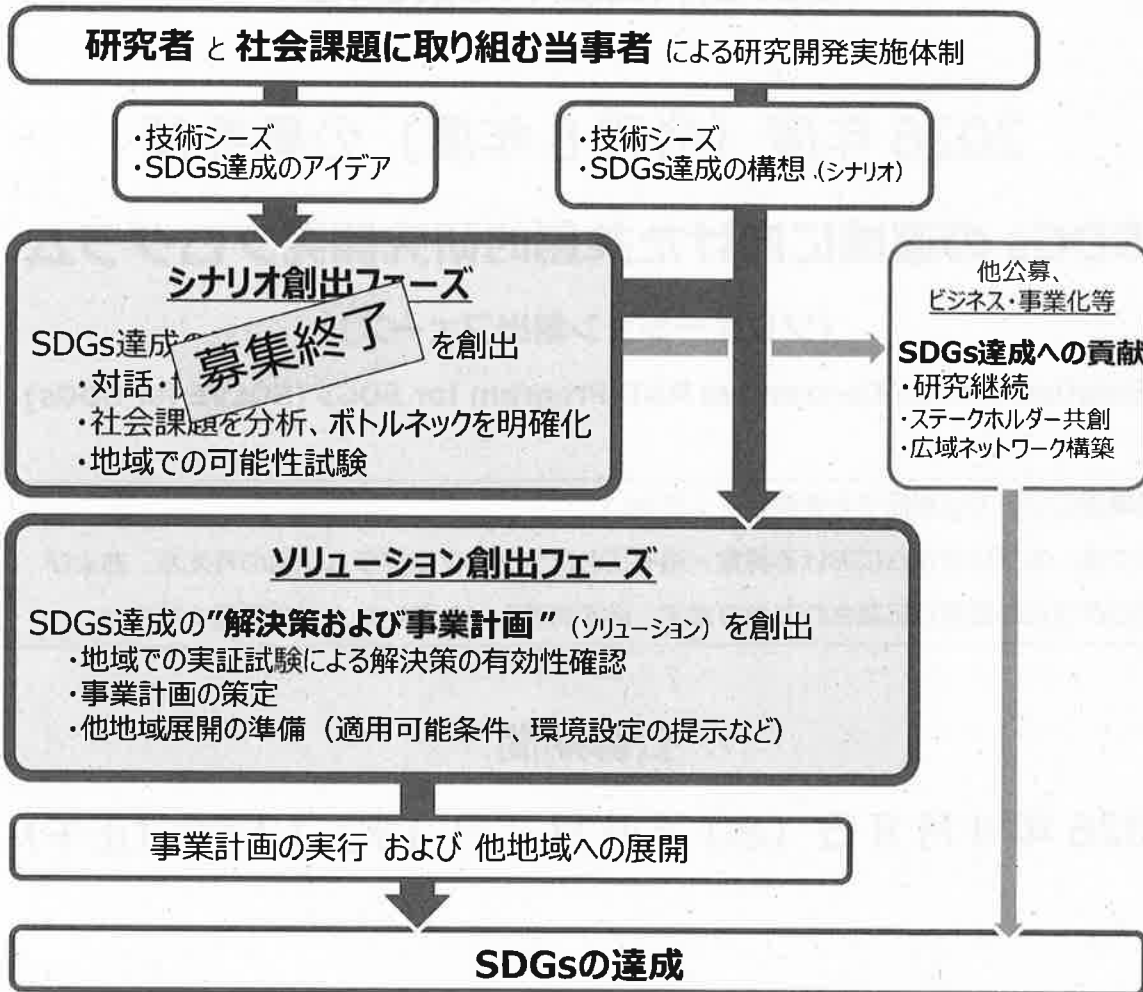 研究者 と 社会課題に取り組む当事者 による研究開発実施体制
・技術シーズ
・SDGs達成のアイデア
・技術シーズ
・SDGs達成の構想 (シナリオ)
シナリオ創出フェーズ
SDGs達成の を創出
募集終了
・対話・
・社会課題を分析、ボトルネックを明確化
・地域での可能性試験
他公募、
ビジネス・事業化等
SDGs達成への貢献
・研究継続
・ステークホルダー共創
・広域ネットワーク構築
ソリューション創出フェーズ
SDGs達成の"解決策および事業計画"(ソリューション)を創出
・地域での実証試験による解決策の有効性確認
・事業計画の策定
・他地域展開の準備(適用可能条件、環境設定の提示など)
事業計画の実行 および 他地域への展開
SDGsの達成